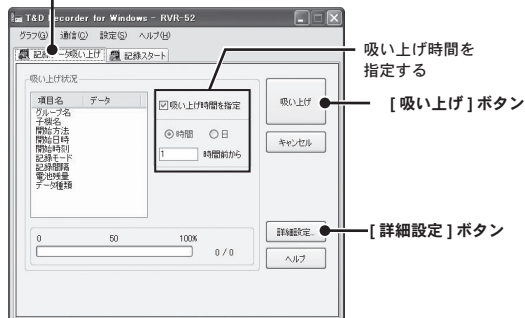 T&D Recorder for Windows - RVR-52
グラフ(G) 通信(C) 設定(S) ヘルプ(H)
記録データ吸い上げ 記録スタート
吸い上げ時間を
指定する
吸い上げ状況
項目名 データ
グループ名
子機名
開始方法
開始日時
開始時刻
記録モード
記録間隔
電池残量
データ種類
吸い上げ時間を指定
時間 日
1 時間前から
吸い上げ
[ 吸い上げ ] ボタン
キャンセル
詳細設定...
[ 詳細設定 ] ボタン
ヘルプ
0 50 100%
0 / 0